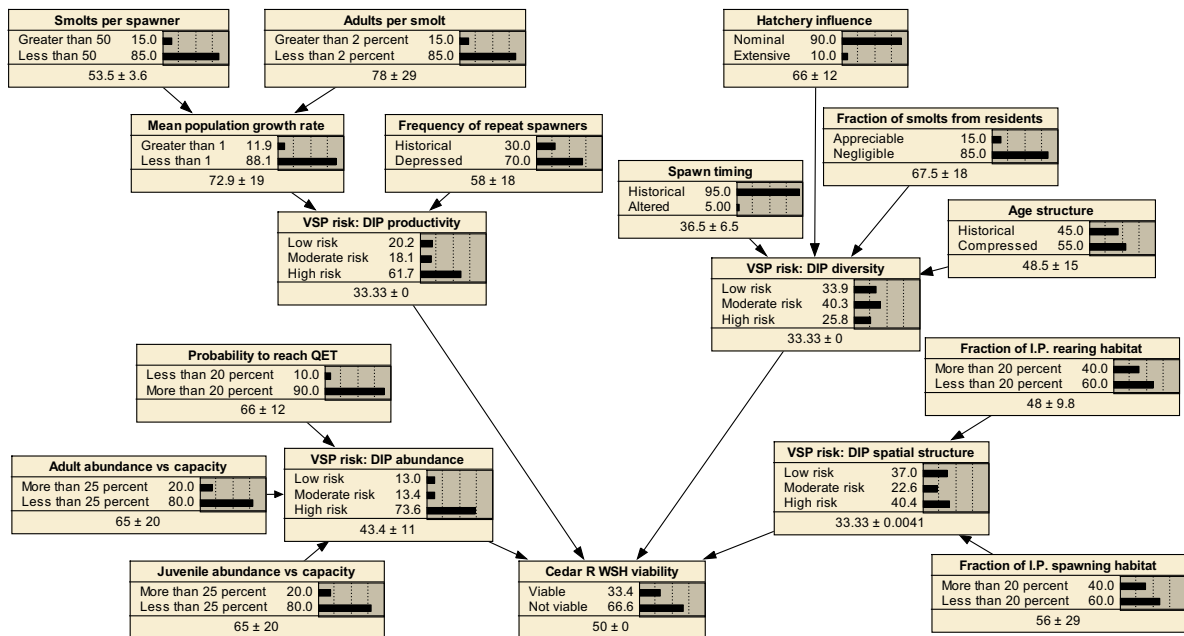 Smolts per spawner
Greater than 50 15.0
Less than 50 85.0
53.5 ± 3.6
Adults per smolt
Greater than 2 percent 15.0
Less than 2 percent 85.0
78 ± 29
Hatchery influence
Nominal 90.0
Extensive 10.0
66 ± 12
Mean population growth rate
Greater than 1 11.9
Less than 1 88.1
72.9 ± 19
Frequency of repeat spawners
Historical 30.0
Depressed 70.0
58 ± 18
Fraction of smolts from residents
Appreciable 15.0
Negligible 85.0
67.5 ± 18
Spawn timing
Historical 95.0
Altered 5.00
36.5 ± 6.5
Age structure
Historical 45.0
Compressed 55.0
48.5 ± 15
VSP risk: DIP productivity
Low risk 20.2
Moderate risk 18.1
High risk 61.7
33.33 ± 0
VSP risk: DIP diversity
Low risk 33.9
Moderate risk 40.3
High risk 25.8
33.33 ± 0
Probability to reach QET
Less than 20 percent 10.0
More than 20 percent 90.0
66 ± 12
Fraction of I.P. rearing habitat
More than 20 percent 40.0
Less than 20 percent 60.0
48 ± 9.8
Adult abundance vs capacity
More than 25 percent 20.0
Less than 25 percent 80.0
65 ± 20
VSP risk: DIP abundance
Low risk 13.0
Moderate risk 13.4
High risk 73.6
43.4 ± 11
VSP risk: DIP spatial structure
Low risk 37.0
Moderate risk 22.6
High risk 40.4
33.33 ± 0.0041
Juvenile abundance vs capacity
More than 25 percent 20.0
Less than 25 percent 80.0
65 ± 20
Cedar R WSH viability
Viable 33.4
Not viable 66.6
50 ± 0
Fraction of I.P. spawning habitat
More than 20 percent 40.0
Less than 20 percent 60.0
56 ± 29